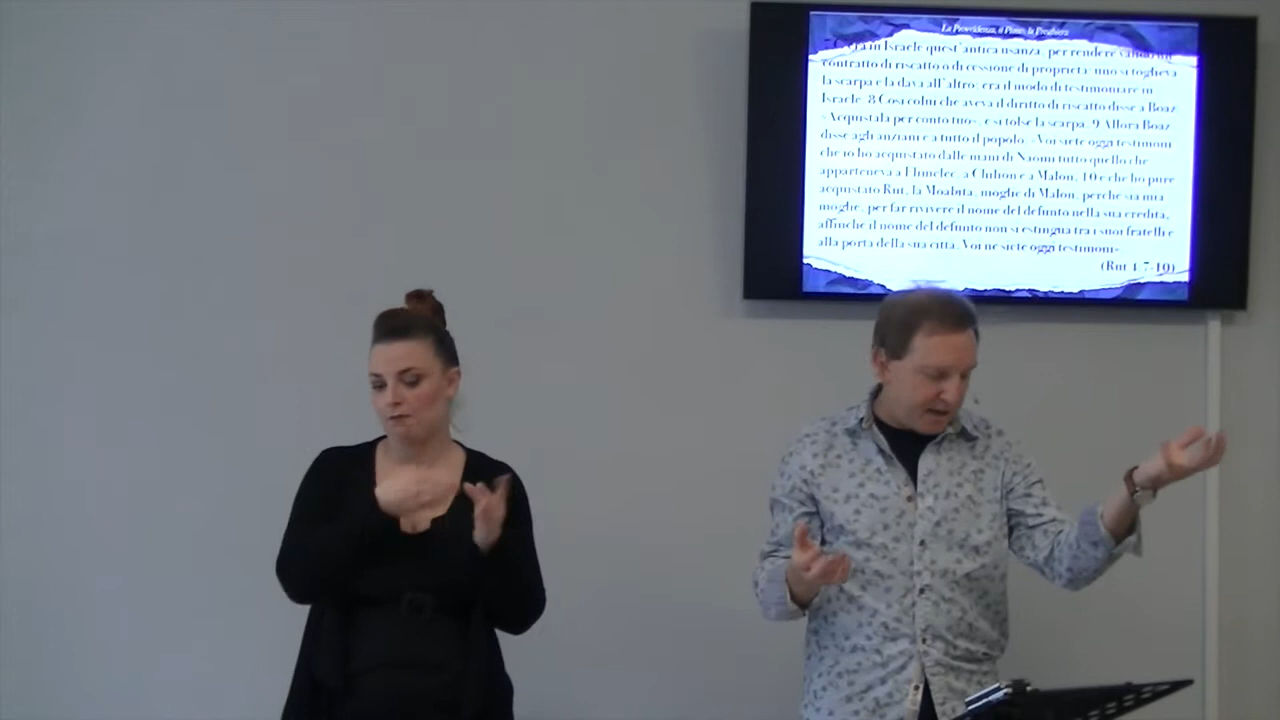 La Provvidenza, il Piano, la Preghiera
era in Israele quest'antica usanza, per rendere valido un
contratto di riscatto o di cessione di proprietà: uno si toglieva
la scarpa e la dava all'altro; era il modo di testimoniare in
Israele. 8 Così colui che aveva il diritto di riscatto disse a Boaz:
«Acquistala per conto tuo», e si tolse la scarpa. 9 Allora Boaz
disse agli anziani e a tutto il popolo: «Voi siete oggi testimoni
che io ho acquistato dalle mani di Naomi tutto quello che
apparteneva a Elimelec, a Chilion e a Malon, 10 e che ho pure
acquistato Rut, la Moabita, moglie di Malon, perché sia mia
moglie, per far rivivere il nome del defunto nella sua eredità,
affinché il nome del defunto non si estingua tra i suoi fratelli e
alla porta della sua città. Voi ne siete oggi testimoni».
(Rut 4:7-10)